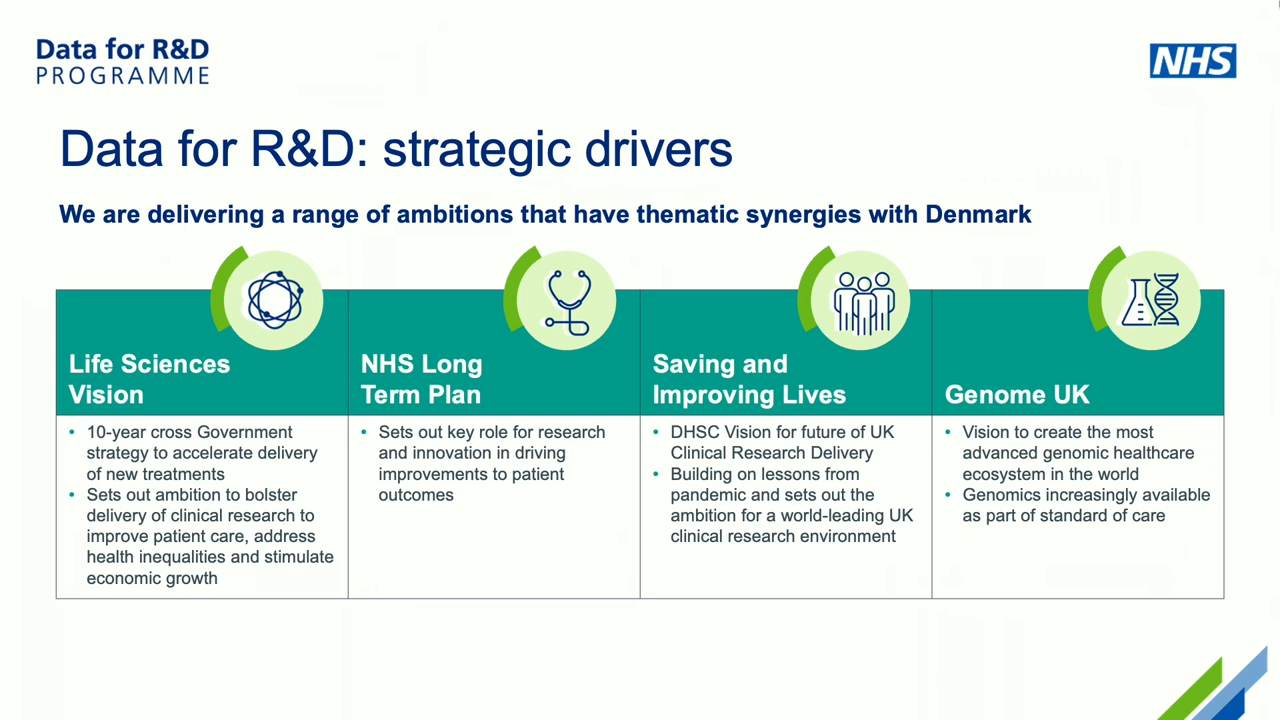 Data for R&D
PROGRAMME
NHS
Data for R&D: strategic drivers
We are delivering a range of ambitions that have thematic synergies with Denmark
Life Sciences
Vision
• 10-year cross Government
strategy to accelerate delivery
of new treatments
• Sets out ambition to bolster
delivery of clinical research to
improve patient care, address
health inequalities and stimulate
economic growth
NHS Long
Term Plan
• Sets out key role for research
and innovation in driving
improvements to patient
outcomes
Saving and
Improving Lives
• DHSC Vision for future of UK
Clinical Research Delivery
• Building on lessons from
pandemic and sets out the
ambition for a world-leading UK
clinical research environment
Genome UK
• Vision to create the most
advanced genomic healthcare
ecosystem in the world
• Genomics increasingly available
as part of standard of care